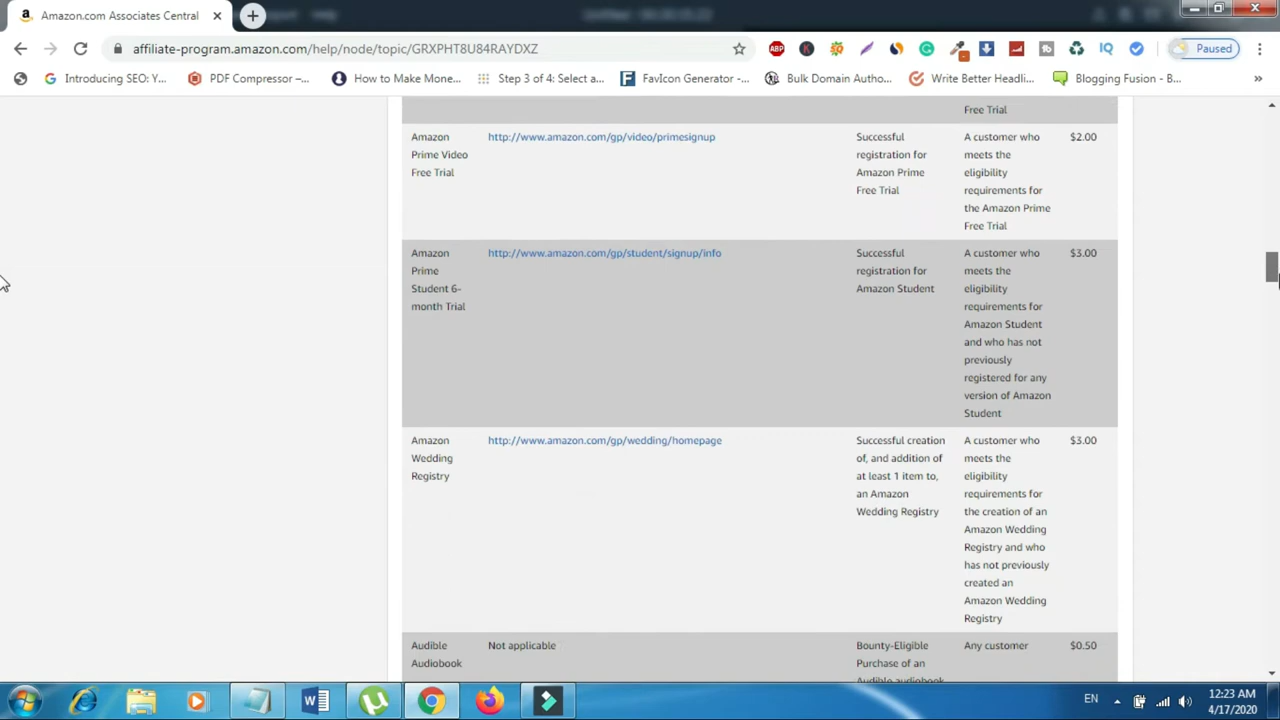 Amazon.com Associates Central
affiliate-program.amazon.com/help/node/topic/GRXPHT8U84RAYDXZ
ABP
K
IQ
Paused
Introducing SEO: Y...
PDF Compressor –...
How to Make Mone...
Step 3 of 4: Select a...
FavIcon Generator -...
Bulk Domain Autho...
Write Better Headli...
Blogging Fusion - B...
»
Free Trial
Amazon
Prime Video
Free Trial
http://www.amazon.com/gp/video/primesignup
Successful
registration for
Amazon Prime
Free Trial
A customer who
meets the
eligibility
requirements for
the Amazon Prime
Free Trial
$2.00
Amazon
Prime
Student 6-
month Trial
http://www.amazon.com/gp/student/signup/info
Successful
registration for
Amazon Student
A customer who
meets the
eligibility
requirements for
Amazon Student
and who has not
previously
registered for any
version of Amazon
Student
$3.00
Amazon
Wedding
Registry
http://www.amazon.com/gp/wedding/homepage
Successful creation
of, and addition of
at least 1 item to,
an Amazon
Wedding Registry
A customer who
meets the
eligibility
requirements for
the creation of an
Amazon Wedding
Registry and who
has not previously
created an
Amazon Wedding
Registry
$3.00
Audible
Audiobook
Not applicable
Bounty-Eligible
Purchase of an
Audible audiobook
Any customer
$0.50
EN
12:23 AM
4/17/2020